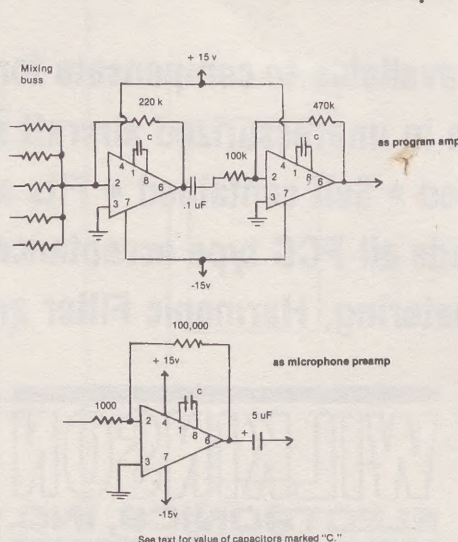 Mixing
buss
+ 15 v
220 k
470k
as program amp
C
C
100k
4
1
8
2
6
3
7
.1 uF
4
1
8
2
6
3
7
-15v
100,000
+ 15v
as microphone preamp
1000
C
5 uF
+
2
4
1
8
6
3
7
-15v
See text for value of capacitors marked "C."